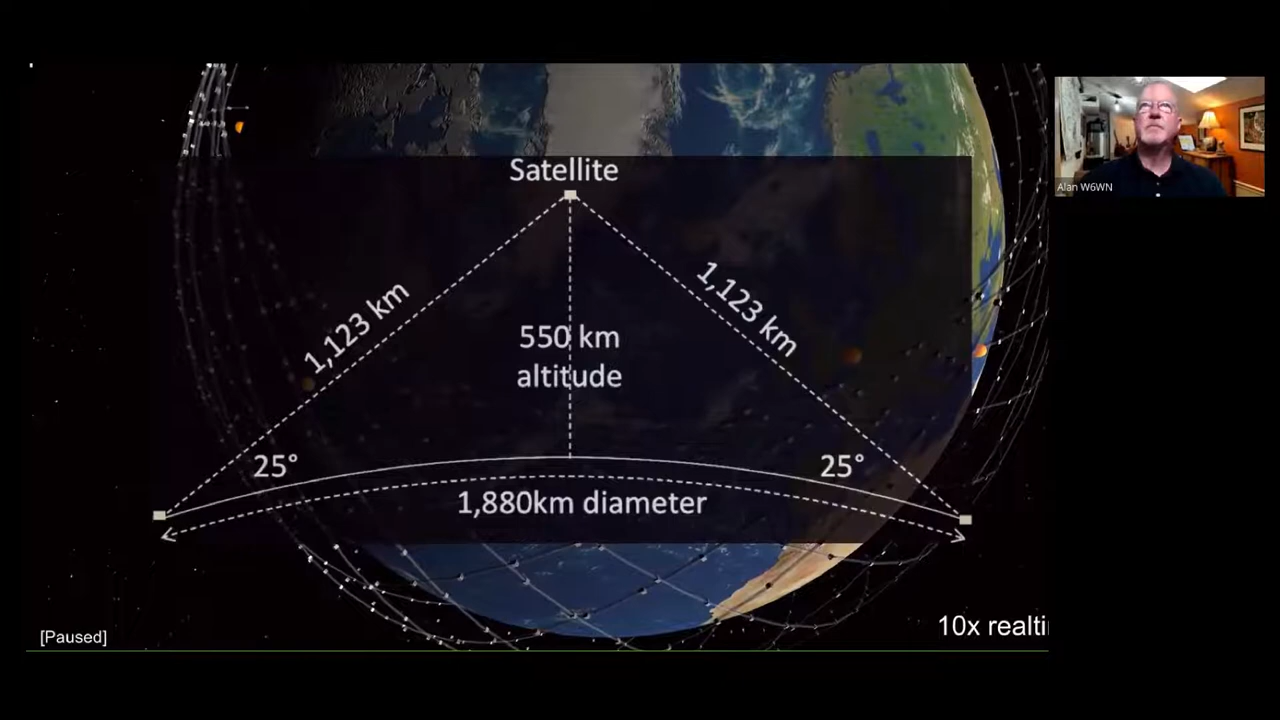 Satellite
1,123 km
1,123 km
550 km
altitude
25°
25°
1,880km diameter
[Paused]
10x realti
Alan W6WN